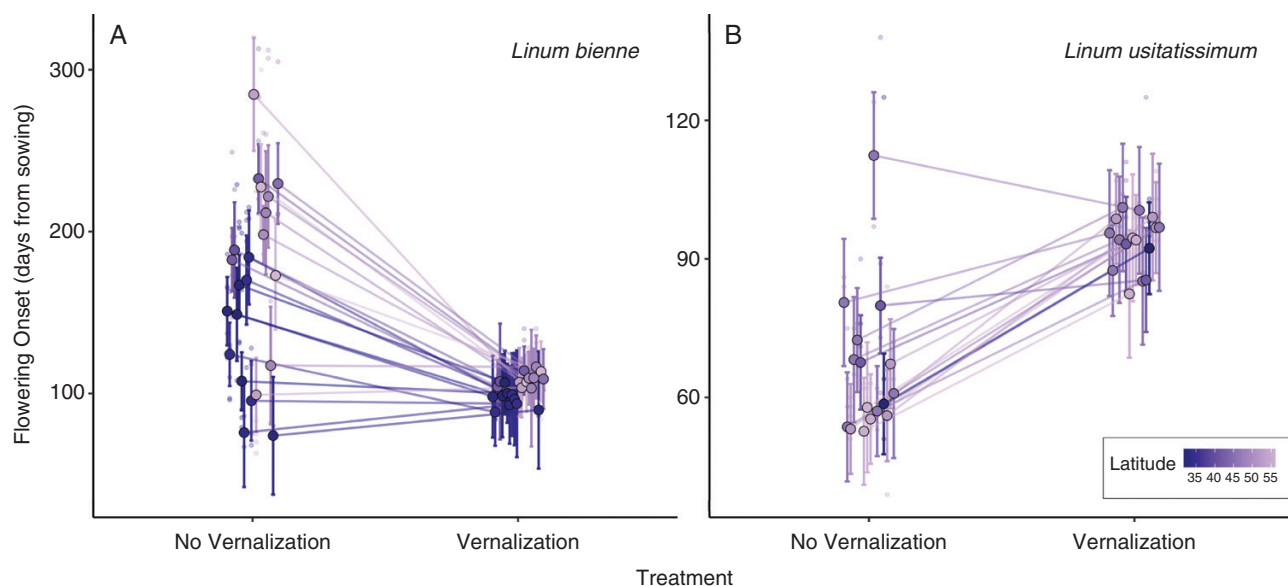 A
Linum bienne
B
Linum usitatissimum
Flowering Onset (days from sowing)
300
200
100
120
90
60
Latitude
35 40 45 50 55
No Vernalization
Vernalization
No Vernalization
Vernalization
Treatment